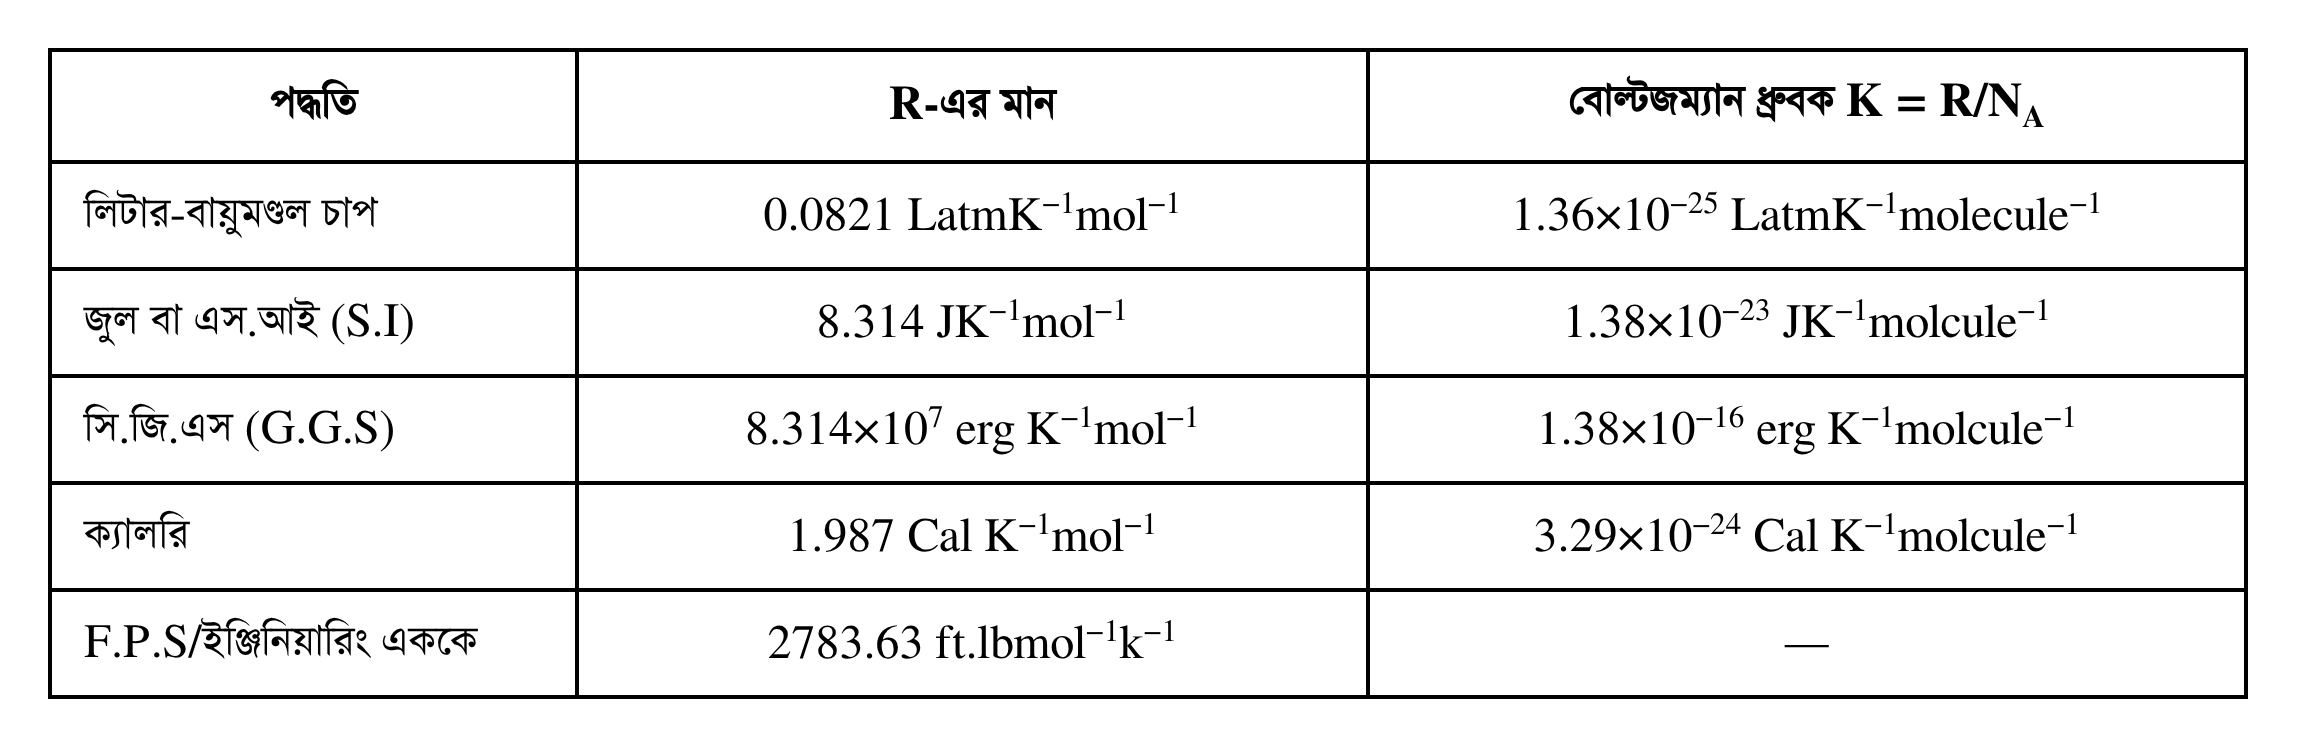 পদ্ধতি R-এর মান বোল্টজম্যান ধ্রুবক K = R/N_A
লিটার-বায়ুমণ্ডল চাপ 0.0821 LatmK⁻¹mol⁻¹ 1.36×10⁻²⁵ LatmK⁻¹molecule⁻¹
জুল বা এস.আই (S.I) 8.314 JK⁻¹mol⁻¹ 1.38×10⁻²³ JK⁻¹molcule⁻¹
সি.জি.এস (G.G.S) 8.314×10⁷ erg K⁻¹mol⁻¹ 1.38×10⁻¹⁶ erg K⁻¹molcule⁻¹
ক্যালরি 1.987 Cal K⁻¹mol⁻¹ 3.29×10⁻²⁴ Cal K⁻¹molcule⁻¹
F.P.S/ইঞ্জিনিয়ারিং এককে 2783.63 ft.lbmol⁻¹k⁻¹ —